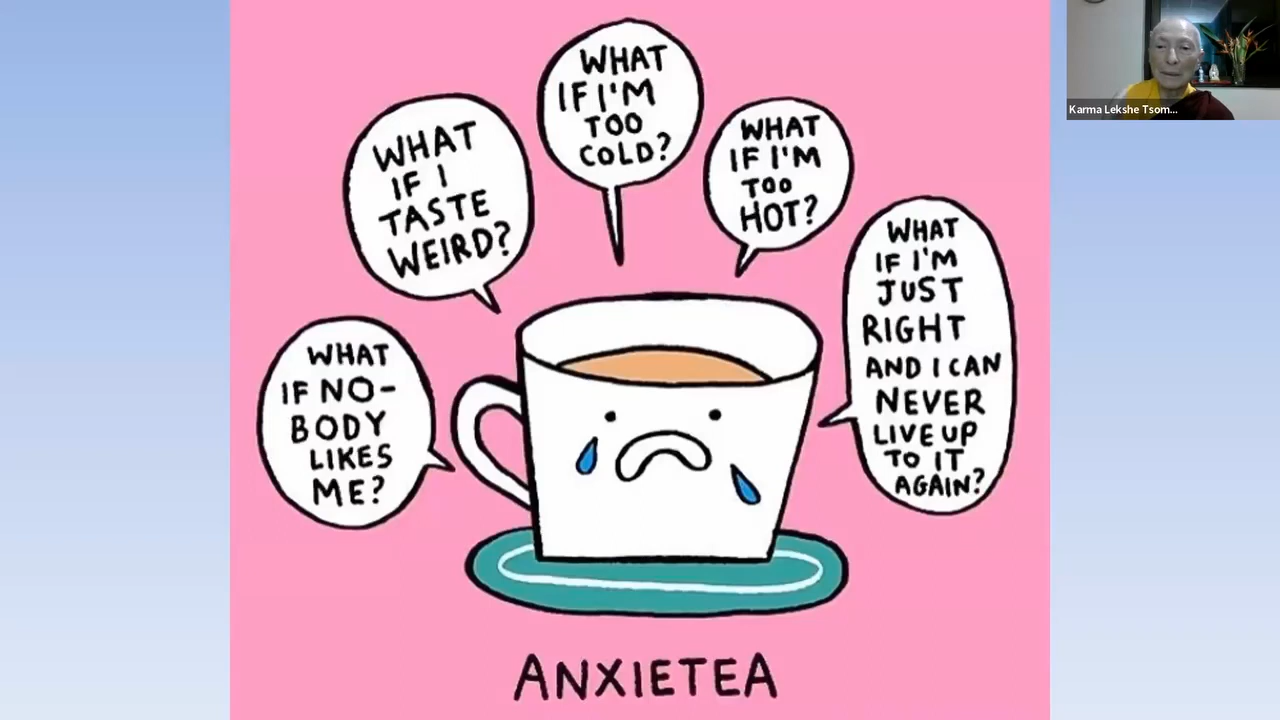 WHAT
IF NO-
BODY
LIKES
ME?
WHAT
IF I
TASTE
WEIRD?
WHAT
IF I'M
TOO
COLD?
WHAT
IF I'M
TOO
HOT?
WHAT
IF I'M
JUST
RIGHT
AND I CAN
NEVER
LIVE UP
TO IT
AGAIN?
ANXIETEA
Karma Lekshe Tsom...